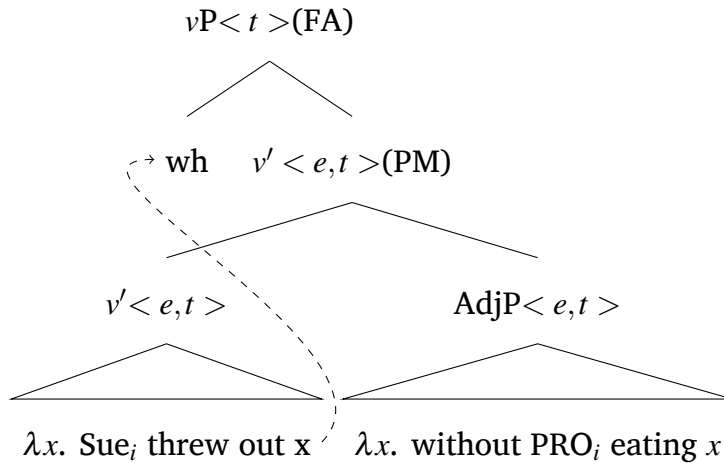 vP< t >(FA)
wh v′ < e,t >(PM)
v′< e,t > AdjP< e,t >
λx. Sueᵢ threw out x λx. without PROᵢ eating x